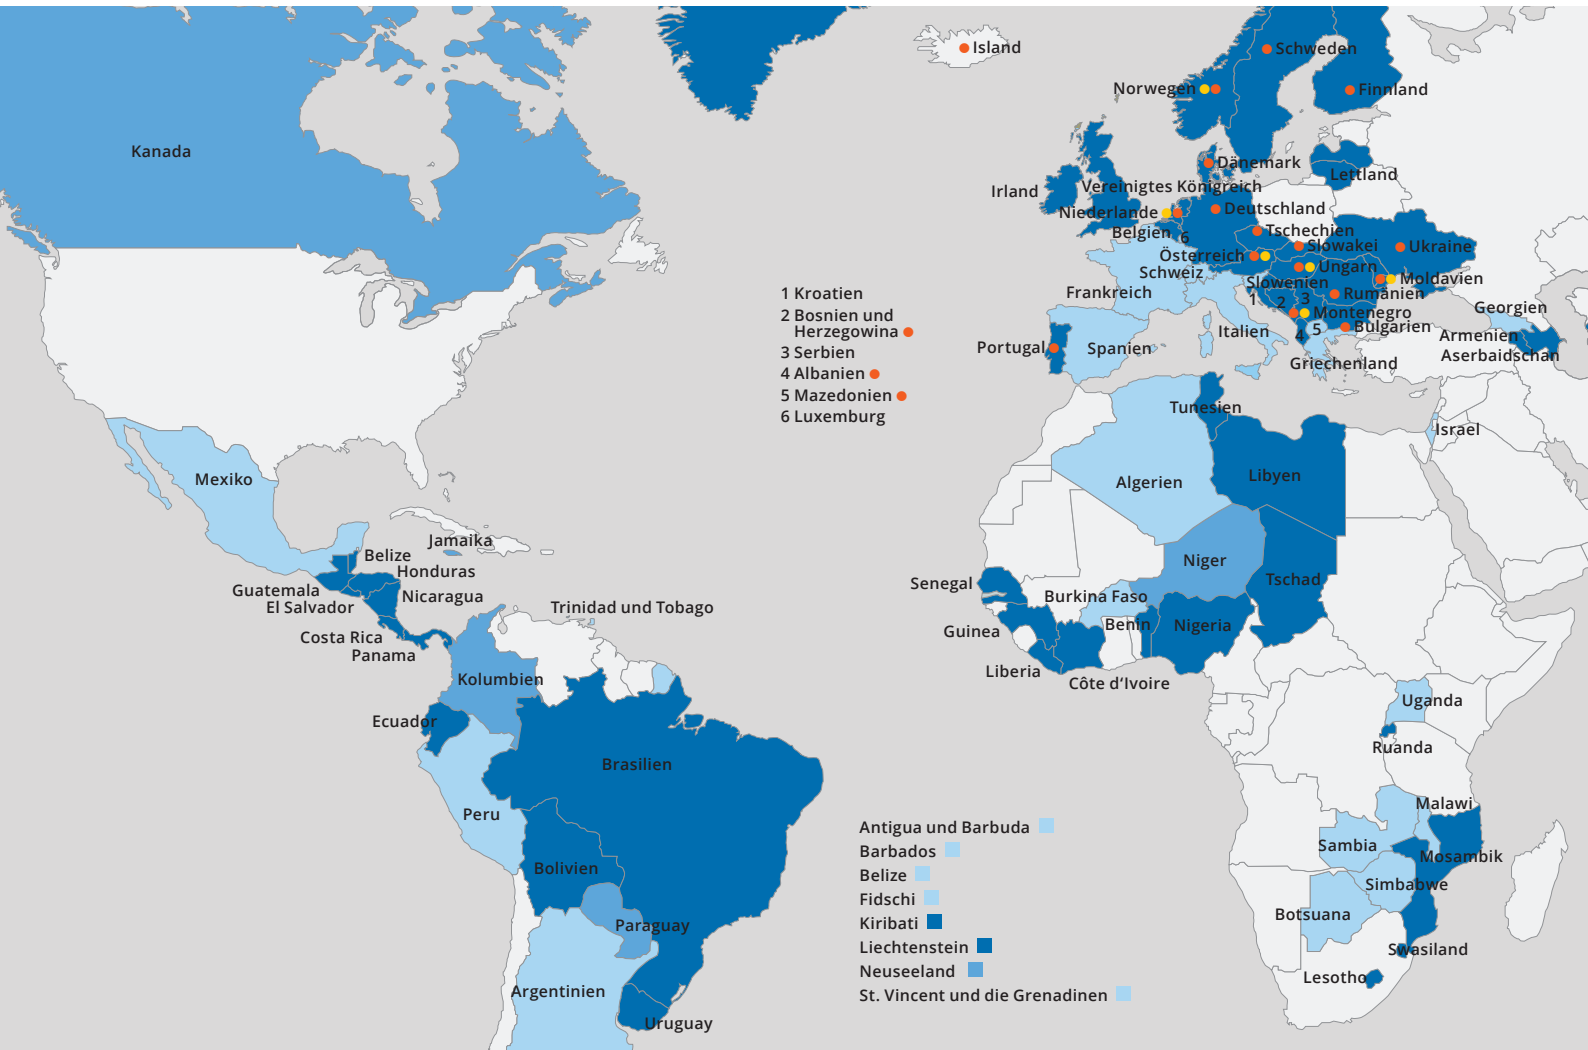 Island
Schweden
Norwegen
Finnland
Kanada
Dänemark
Lettland
Irland
Vereinigtes Königreich
Niederlande
Deutschland
Belgien
6
Tschechien
Slowakei
Ukraine
Österreich
Ungarn
Schweiz
Moldavien
Slowenien
Frankreich
1
2
3
Rumänien
Georgien
Montenegro
Bulgarien
Italien
4
5
Armenien
Portugal
Spanien
Aserbaidschan
Griechenland
1 Kroatien
2 Bosnien und
Herzegowina
3 Serbien
4 Albanien
5 Mazedonien
6 Luxemburg
Tunesien
Israel
Mexiko
Algerien
Libyen
Jamaika
Belize
Honduras
Guatemala
Nicaragua
El Salvador
Trinidad und Tobago
Costa Rica
Panama
Niger
Tschad
Senegal
Burkina Faso
Benin
Nigeria
Guinea
Liberia
Côte d‘Ivoire
Kolumbien
Ecuador
Uganda
Ruanda
Brasilien
Peru
Malawi
Sambia
Mosambik
Bolivien
Simbabwe
Paraguay
Botsuana
Swasiland
Lesotho
Argentinien
Uruguay
Antigua und Barbuda
Barbados
Belize
Fidschi
Kiribati
Liechtenstein
Neuseeland
St. Vincent und die Grenadinen